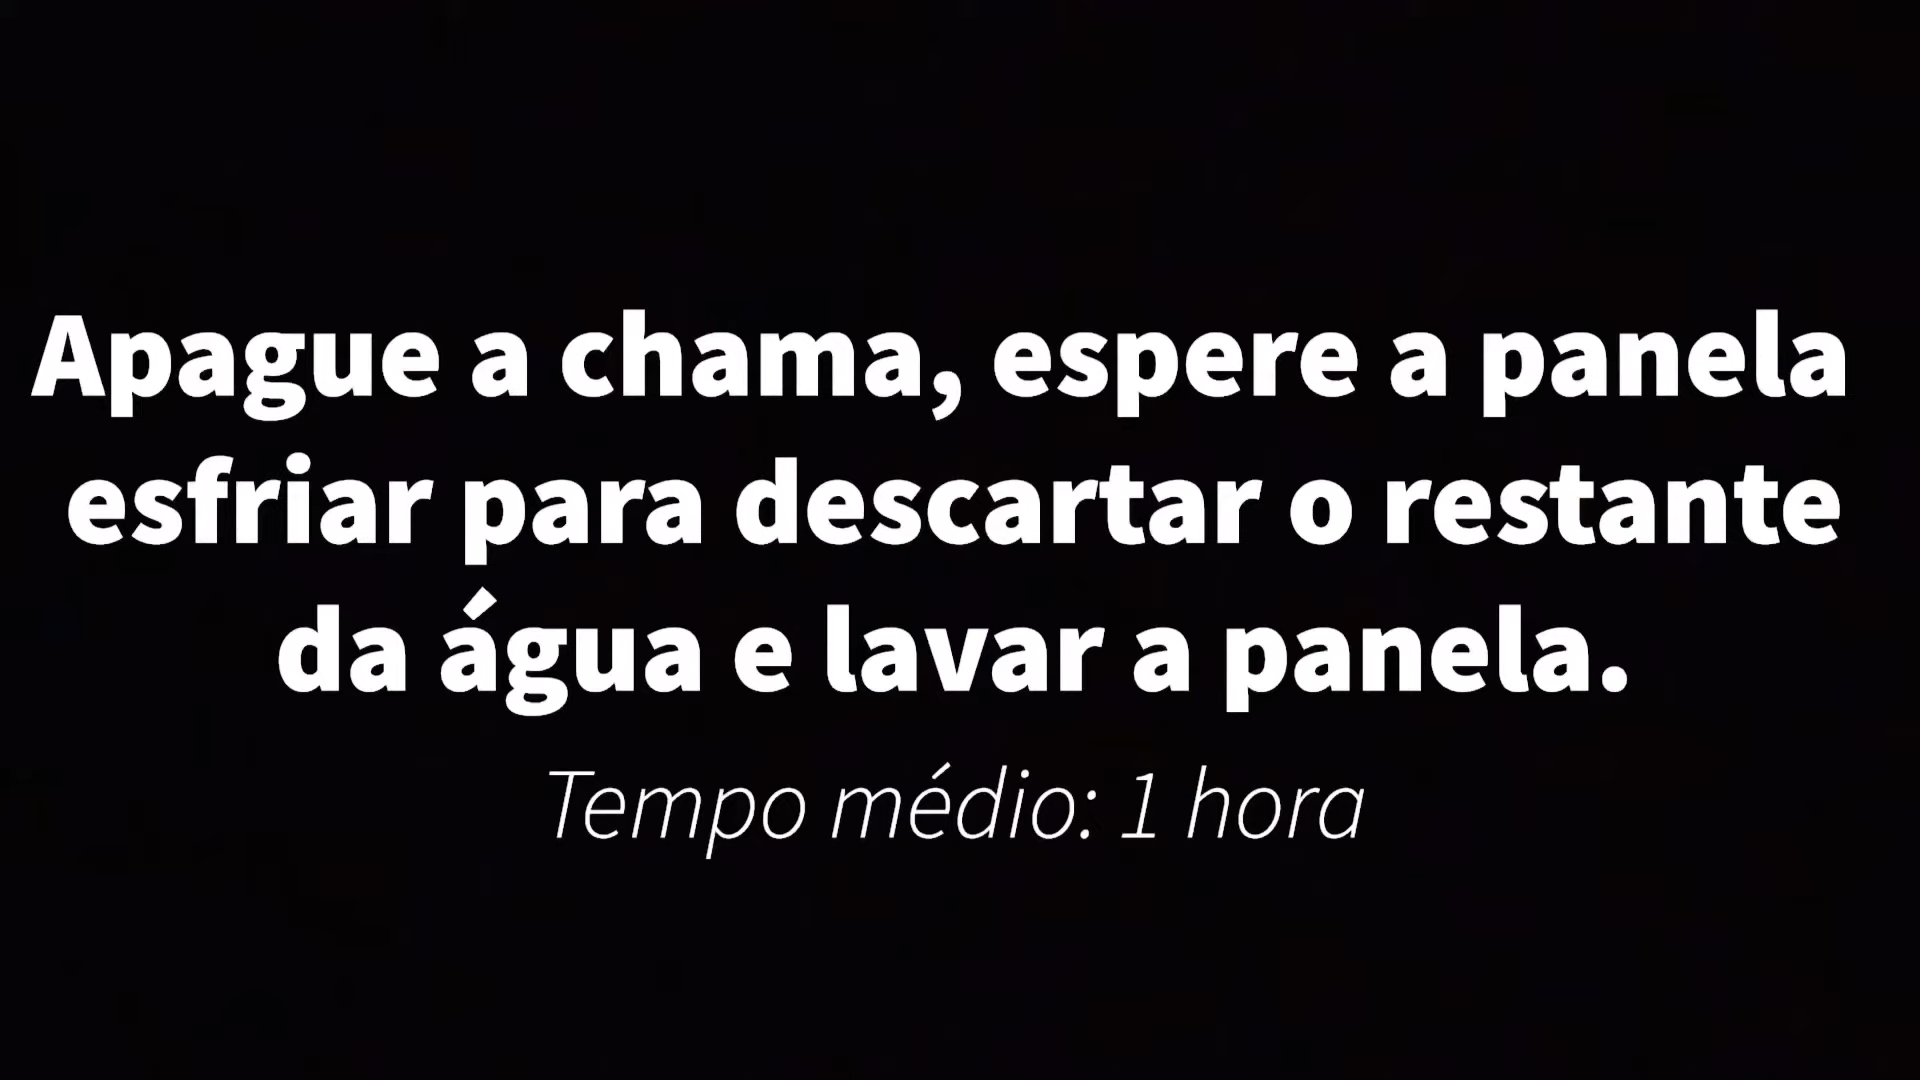 Apague a chama, espere a panela
esfriar para descartar o restante
da água e lavar a panela.
Tempo médio: 1 hora